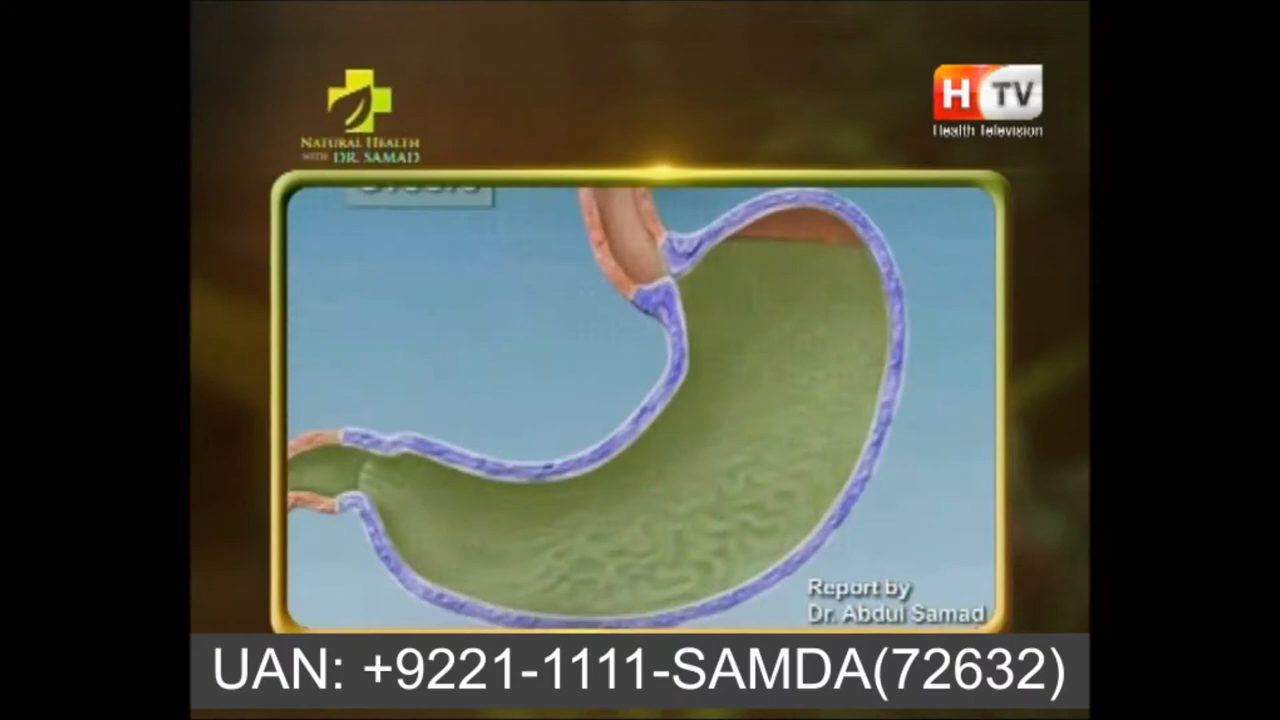 NATURAL HEALTH
WITH DR. SAMAD
H TV
Health Television
Report by
Dr. Abdul Samad
UAN: +9221-1111-SAMDA(72632)